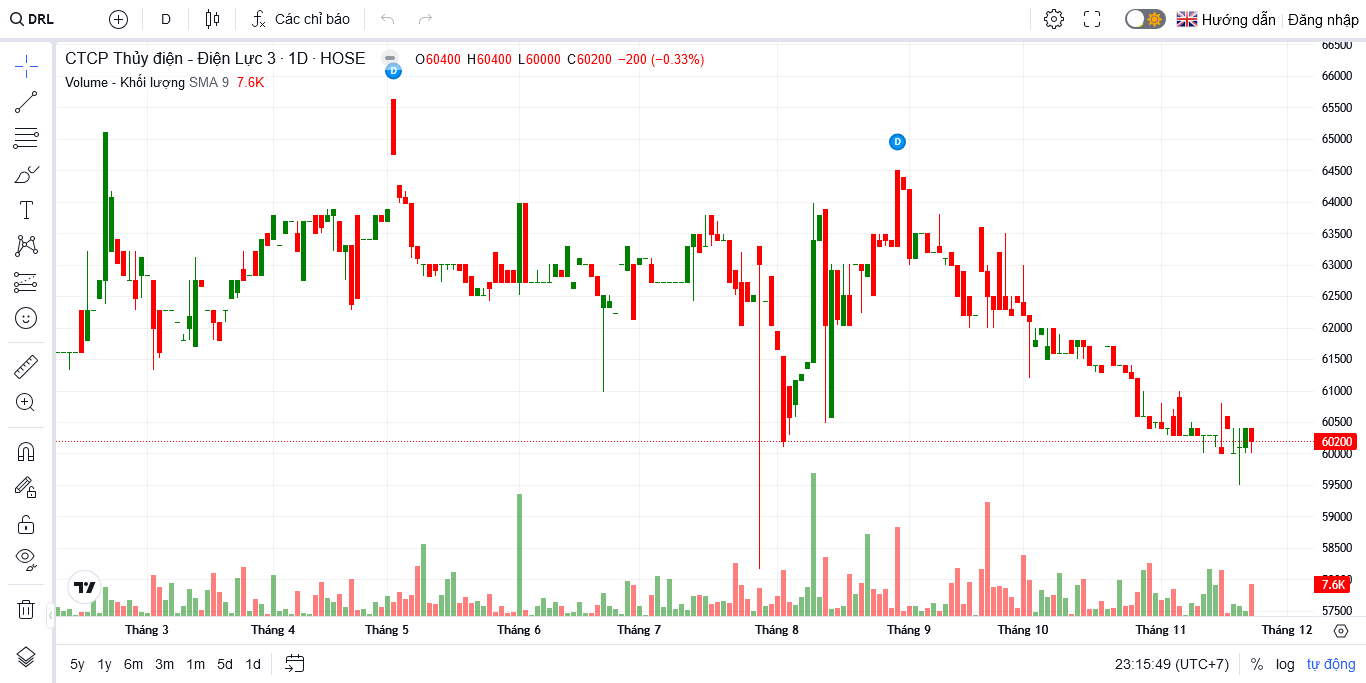 DRL
D
Các chỉ báo
Hướng dẫn
Đăng nhập
CTCP Thủy điện - Điện Lực 3 · 1D · HOSE
O60400 H60400 L60000 C60200 −200 (−0.33%)
Volume - Khối lượng SMA 9 7.6K
D
D
66500
66000
65500
65000
64500
64000
63500
63000
62500
62000
61500
61000
60500
60200
60000
59500
59000
58500
7.6K
57500
Tháng 3 Tháng 4 Tháng 5 Tháng 6 Tháng 7 Tháng 8 Tháng 9 Tháng 10 Tháng 11 Tháng 12
5y 1y 6m 3m 1m 5d 1d
23:15:49 (UTC+7) % log tự động